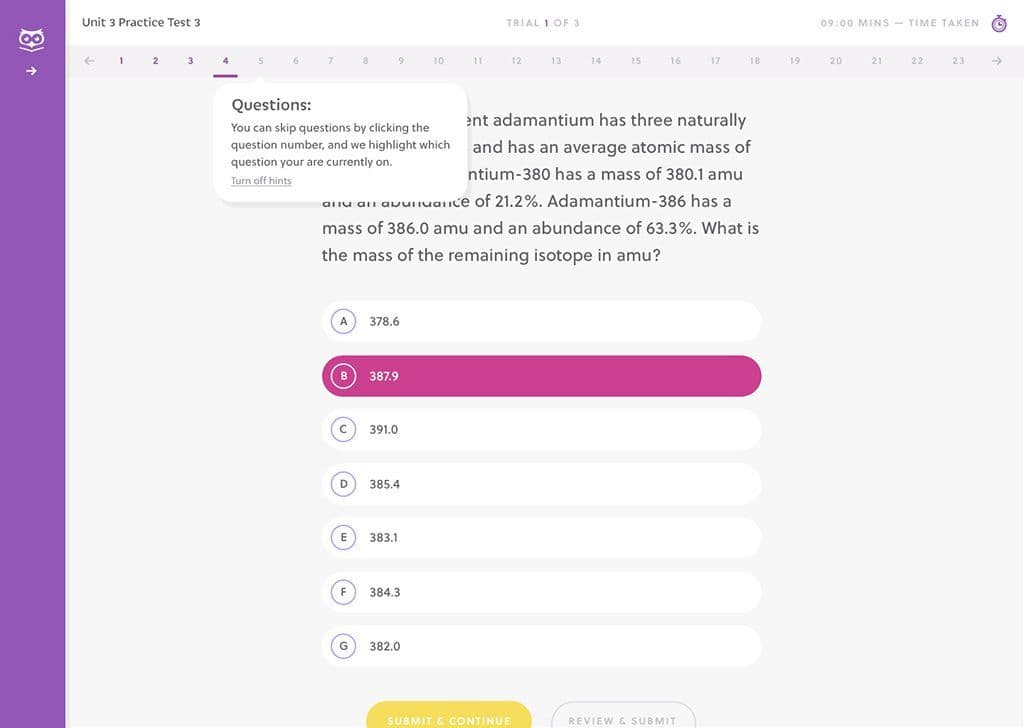 Unit 3 Practice Test 3
TRIAL 1 OF 3
09:00 MINS — TIME TAKEN
← 1 2 3 4 5 6 7 8 9 10 11 12 13 14 15 16 17 18 19 20 21 22 23 →
→
Questions:
You can skip questions by clicking the
question number, and we highlight which
question your are currently on.
Turn off hints
ent adamantium has three naturally
and has an average atomic mass of
ntium-380 has a mass of 380.1 amu
and an abundance of 21.2%. Adamantium-386 has a
mass of 386.0 amu and an abundance of 63.3%. What is
the mass of the remaining isotope in amu?
A 378.6
B 387.9
C 391.0
D 385.4
E 383.1
F 384.3
G 382.0
SUBMIT & CONTINUE
REVIEW & SUBMIT